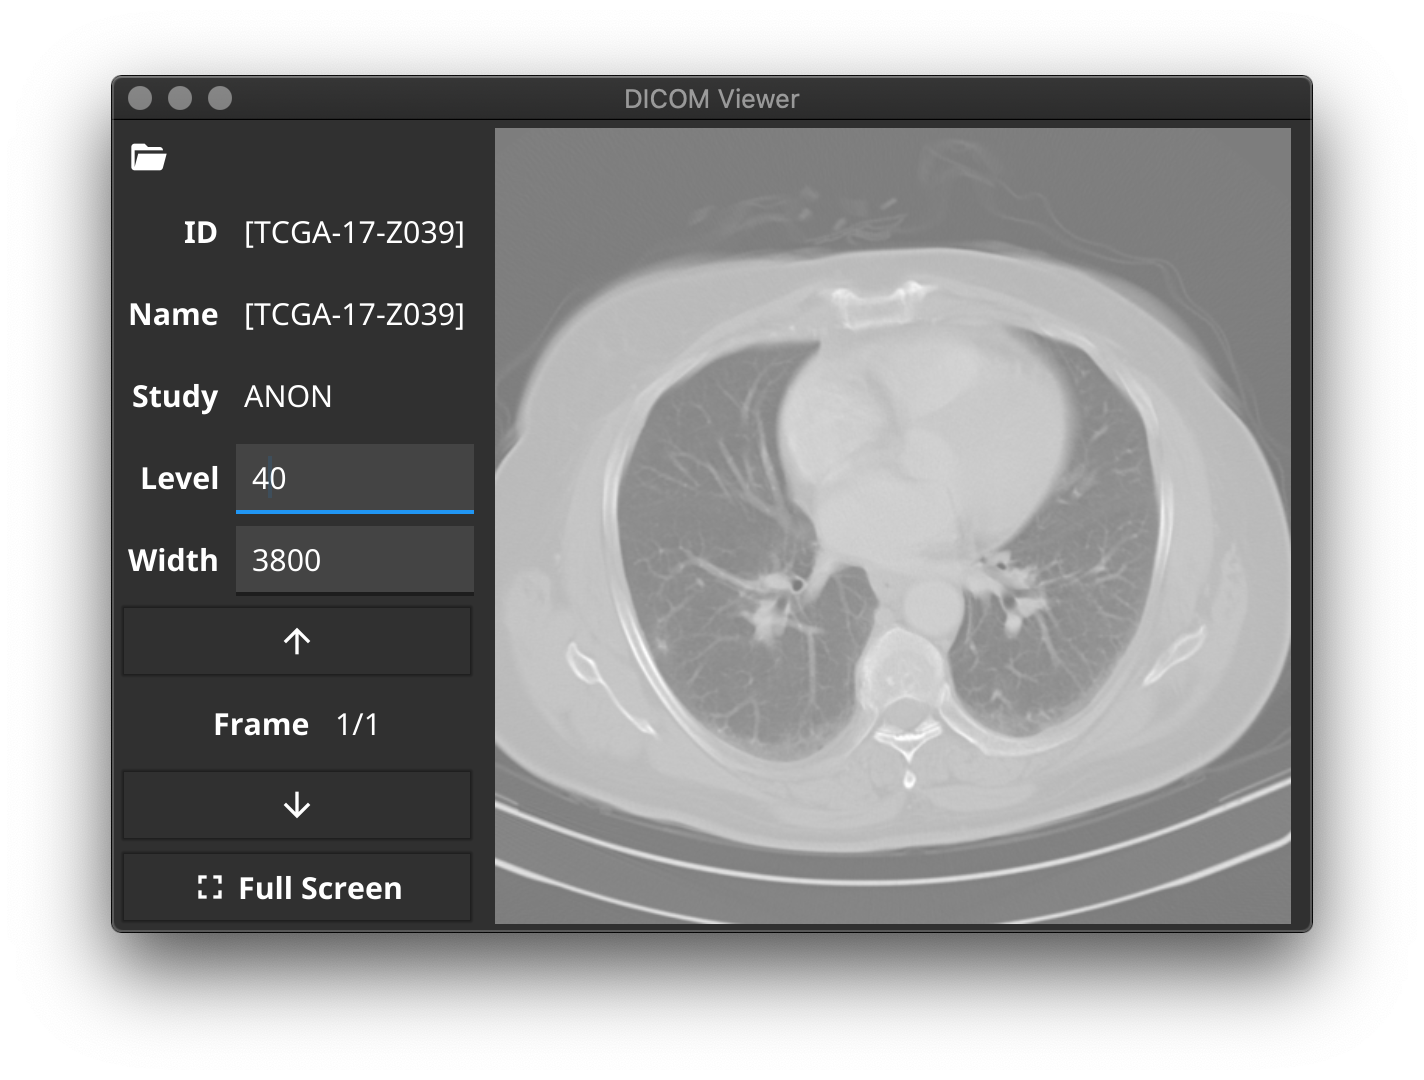 DICOM Viewer
ID [TCGA-17-Z039]
Name [TCGA-17-Z039]
Study ANON
Level 40
Width 3800
Frame 1/1
Full Screen